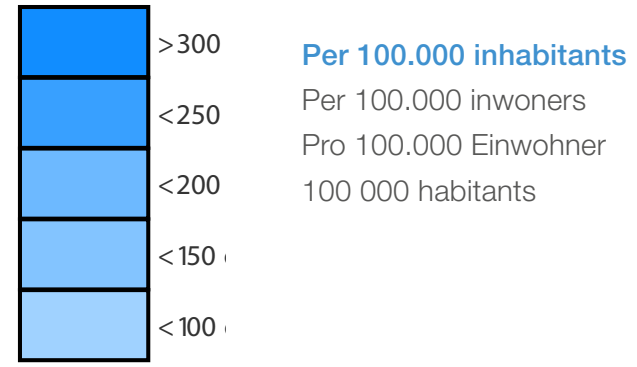 >300
<250
<200
<150
<100
Per 100.000 inhabitants
Per 100.000 inwoners
Pro 100.000 Einwohner
100 000 habitants